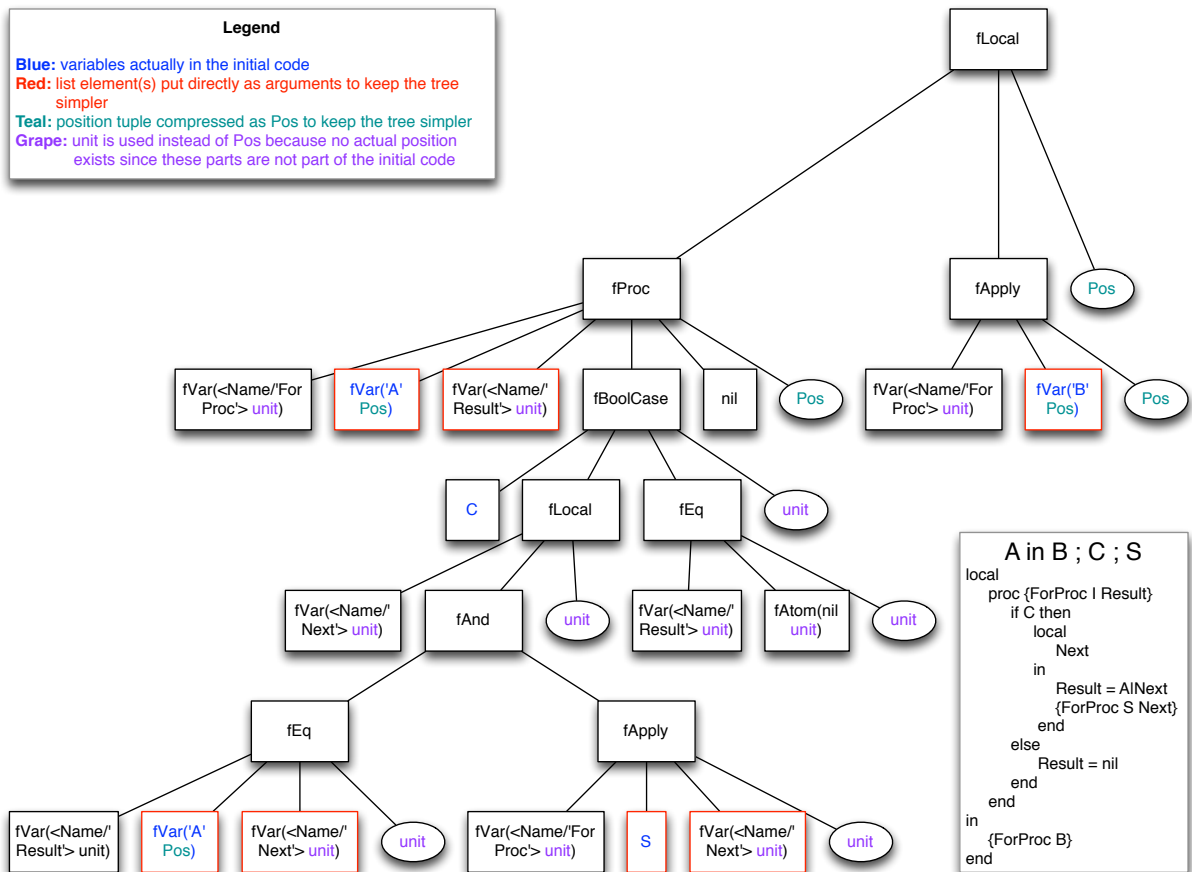 Legend
Blue: variables actually in the initial code
Red: list element(s) put directly as arguments to keep the tree
simpler
Teal: position tuple compressed as Pos to keep the tree simpler
Grape: unit is used instead of Pos because no actual position
exists since these parts are not part of the initial code
fLocal
fProc
fApply
Pos
fVar(<Name/'For
Proc'> unit)
fVar('A'
Pos)
fVar(<Name/'
Result'> unit)
fBoolCase
nil
Pos
fVar(<Name/'For
Proc'> unit)
fVar('B'
Pos)
Pos
C
fLocal
fEq
unit
fVar(<Name/'
Next'> unit)
fAnd
unit
fVar(<Name/'
Result'> unit)
fAtom(nil
unit)
unit
fEq
fApply
fVar(<Name/'
Result'> unit)
fVar('A'
Pos)
fVar(<Name/'
Next'> unit)
unit
fVar(<Name/'For
Proc'> unit)
S
fVar(<Name/'
Next'> unit)
unit
A in B ; C ; S
local
proc {ForProc I Result}
if C then
local
Next
in
Result = A|Next
{ForProc S Next}
end
else
Result = nil
end
end
in
{ForProc B}
end